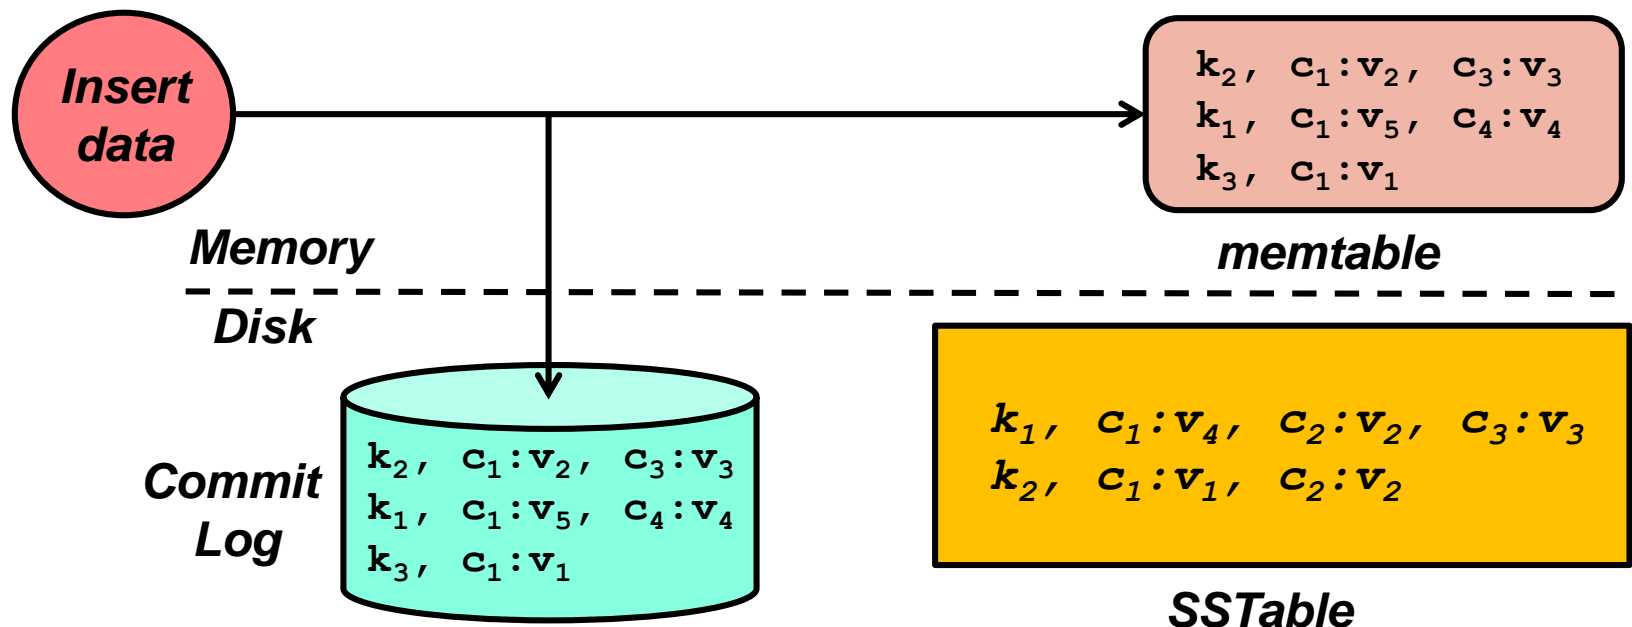 Insert
data
k₂, c₁:v₂, c₃:v₃
k₁, c₁:v₅, c₄:v₄
k₃, c₁:v₁
Memory
memtable
Disk
k₁, c₁:v₄, c₂:v₂, c₃:v₃
k₂, c₁:v₁, c₂:v₂
Commit
Log
k₂, c₁:v₂, c₃:v₃
k₁, c₁:v₅, c₄:v₄
k₃, c₁:v₁
SSTable